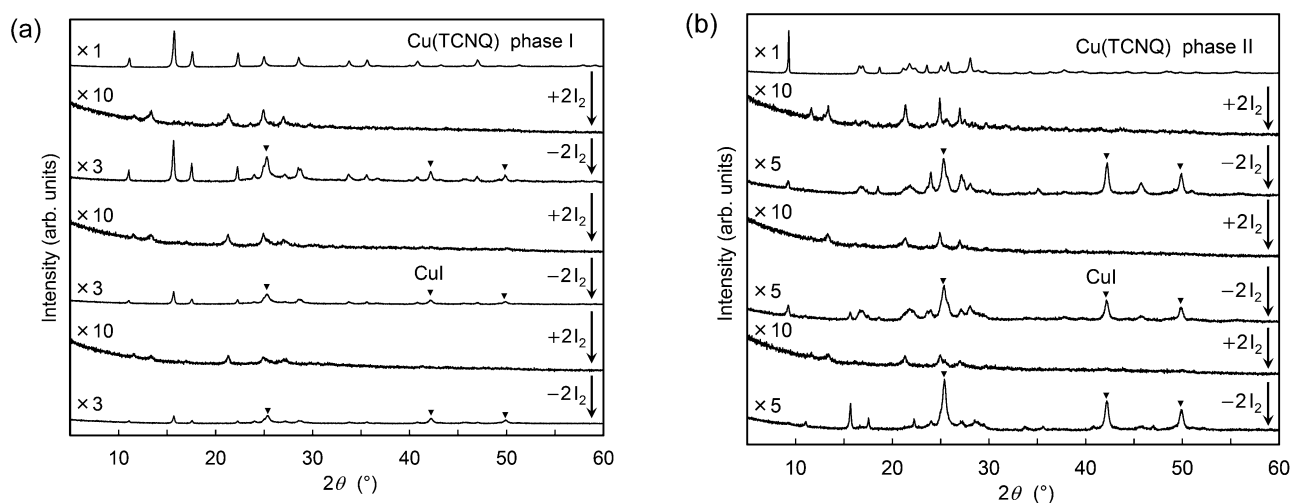 (a)
Cu(TCNQ) phase I
×1
×10
+2I₂
×3
−2I₂
×10
+2I₂
CuI
×3
−2I₂
×10
+2I₂
×3
−2I₂
Intensity (arb. units)
10 20 30 40 50 60
2θ (°)
(b)
×1
Cu(TCNQ) phase II
×10
+2I₂
×5
−2I₂
×10
+2I₂
CuI
×5
−2I₂
×10
+2I₂
×5
−2I₂
Intensity (arb. units)
10 20 30 40 50 60
2θ (°)